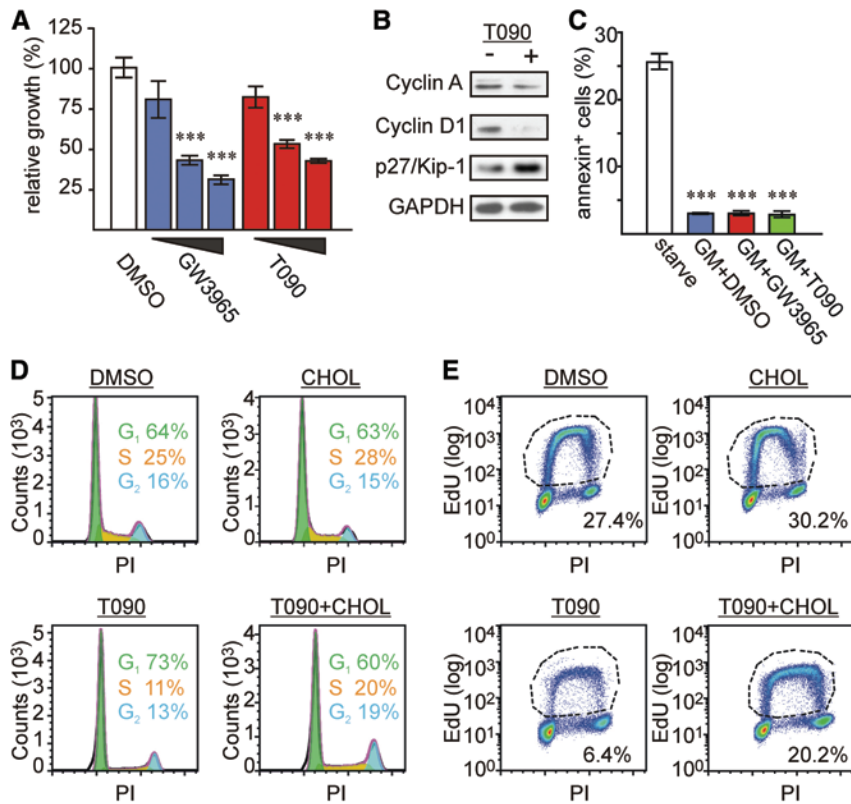 A
relative growth (%)
125
100
75
50
25
***
***
***
***
DMSO
GW3965
T090
B
T090
- +
Cyclin A
Cyclin D1
p27/Kip-1
GAPDH
C
annexin⁺ cells (%)
35
25
15
5
*** *** ***
starve
GM+DMSO
GM+GW3965
GM+T090
D
DMSO
Counts (10³)
5
4
3
2
1
0
G₁ 64%
S 25%
G₂ 16%
PI
CHOL
Counts (10³)
4
3
2
1
0
G₁ 63%
S 28%
G₂ 15%
PI
T090
Counts (10³)
5
4
3
2
1
0
G₁ 73%
S 11%
G₂ 13%
PI
T090+CHOL
Counts (10³)
4
3
2
1
0
G₁ 60%
S 20%
G₂ 19%
PI
E
DMSO
EdU (log)
10⁴
10³
10²
10¹
10⁰
27.4%
PI
CHOL
EdU (log)
10⁴
10³
10²
10¹
10⁰
30.2%
PI
T090
EdU (log)
10⁴
10³
10²
10¹
10⁰
6.4%
PI
T090+CHOL
EdU (log)
10⁴
10³
10²
10¹
10⁰
20.2%
PI